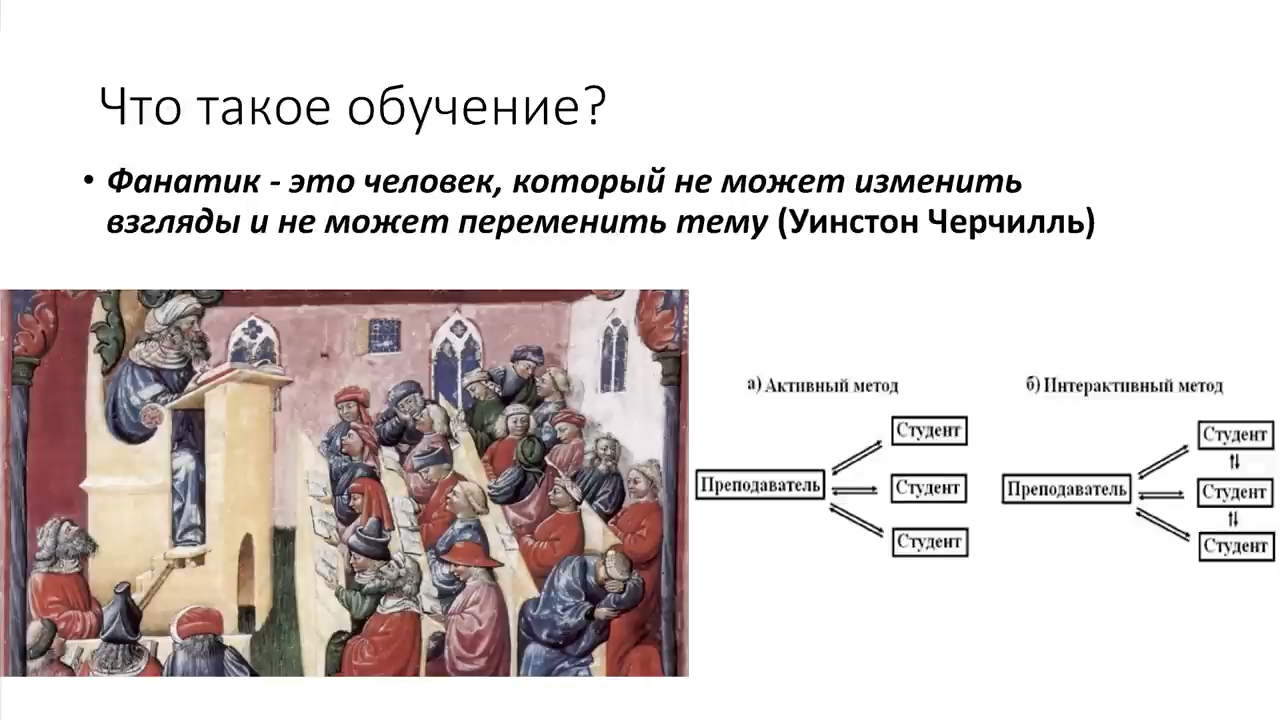 Что такое обучение?
• Фанатик - это человек, который не может изменить
взгляды и не может переменить тему (Уинстон Черчилль)
а) Активный метод
Студент
Преподаватель
Студент
Студент
б) Интерактивный метод
Студент
Преподаватель
Студент
Студент